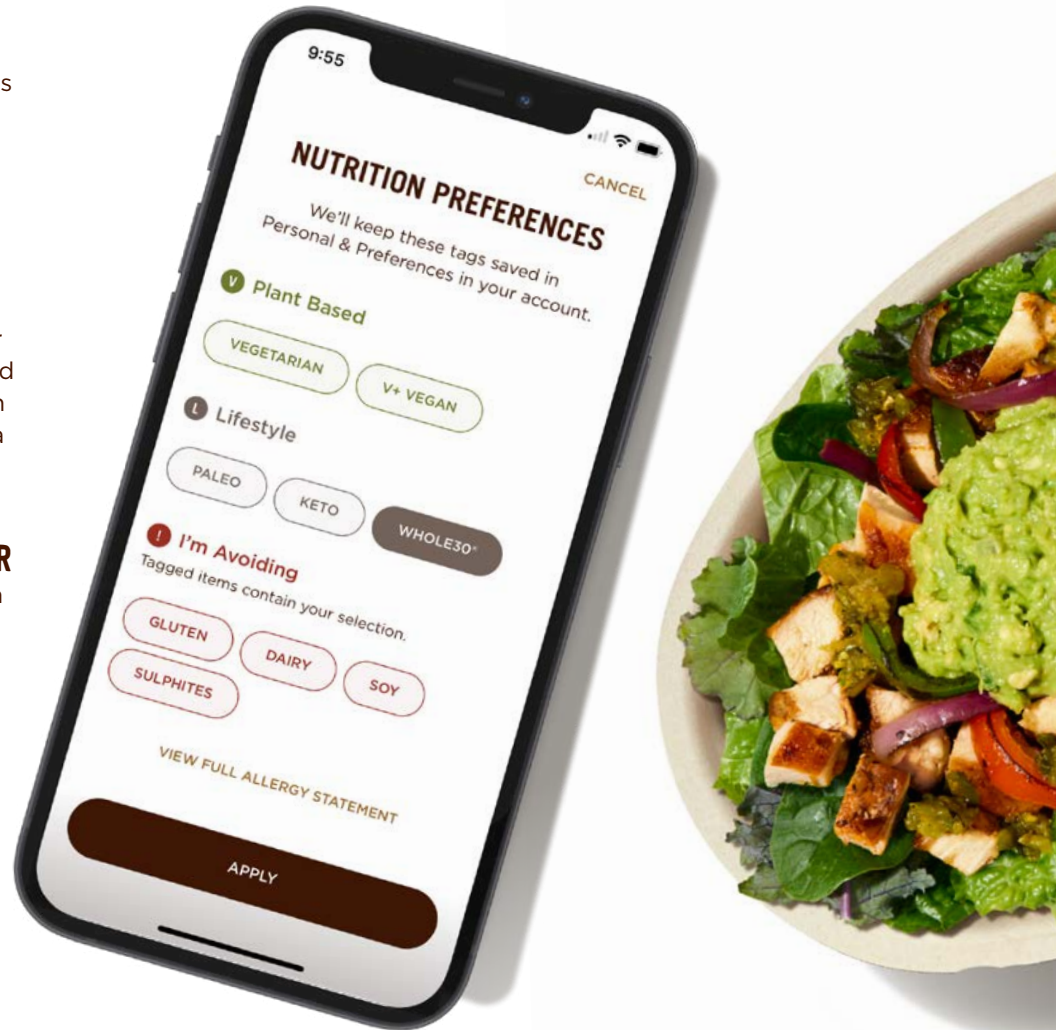 s
d
n
a
R
n
9:55
CANCEL
NUTRITION PREFERENCES
We'll keep these tags saved in
Personal & Preferences in your account.
V Plant Based
VEGETARIAN
V+ VEGAN
L Lifestyle
PALEO
KETO
WHOLE30®
! I'm Avoiding
Tagged items contain your selection.
GLUTEN
DAIRY
SOY
SULPHITES
VIEW FULL ALLERGY STATEMENT
APPLY